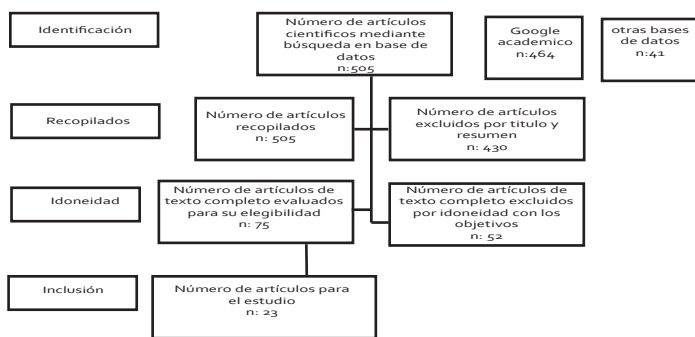 Identificación
Número de artículos
cientificos mediante
búsqueda en base de
datos
n:505
Google
academico
n:464
otras bases
de datos
n:41
Recopilados
Número de artículos
recopilados
n: 505
Número de artículos
excluidos por titulo y
resumen
n: 430
Idoneidad
Número de artículos de
texto completo evaluados
para su elegibilidad
n: 75
Número de artículos de
texto completo excluidos
por idoneidad con los
objetivos
n: 52
Inclusión
Número de artículos para
el estudio
n: 23